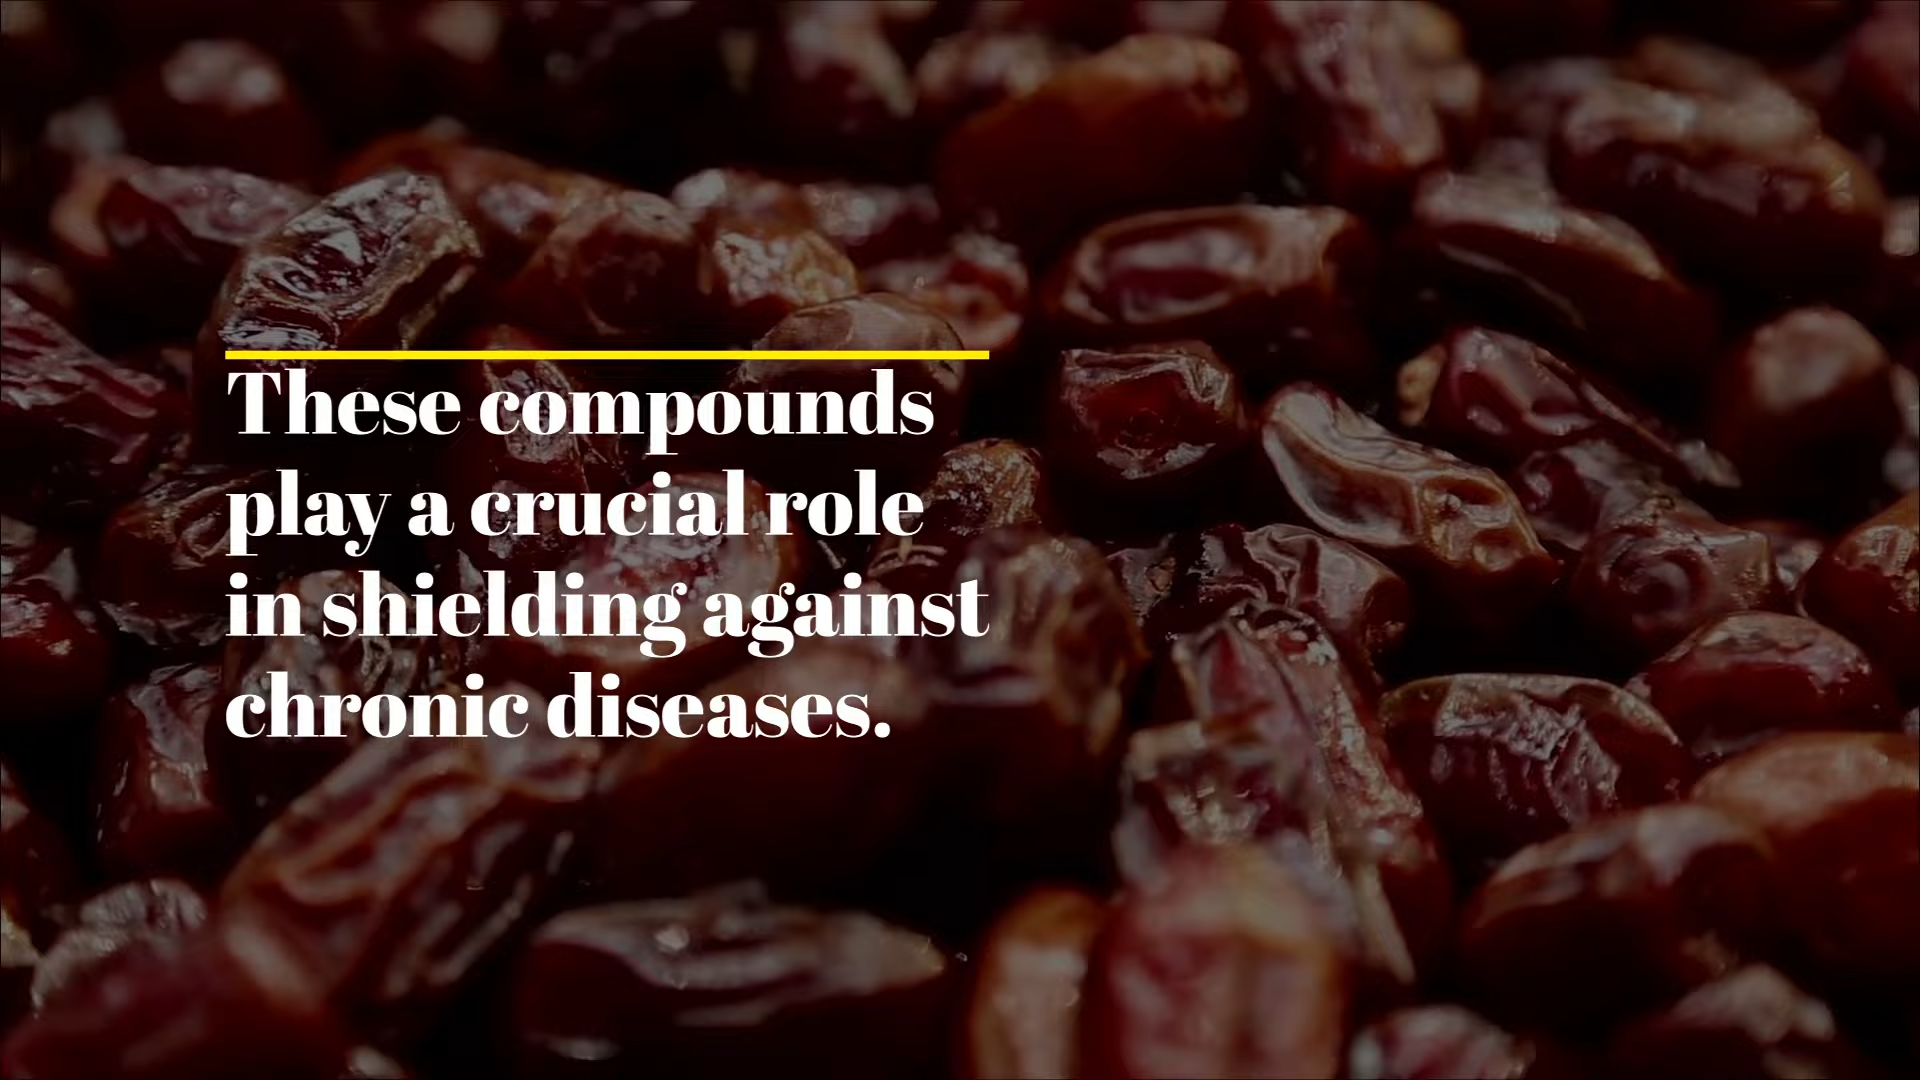 These compounds
play a crucial role
in shielding against
chronic diseases.